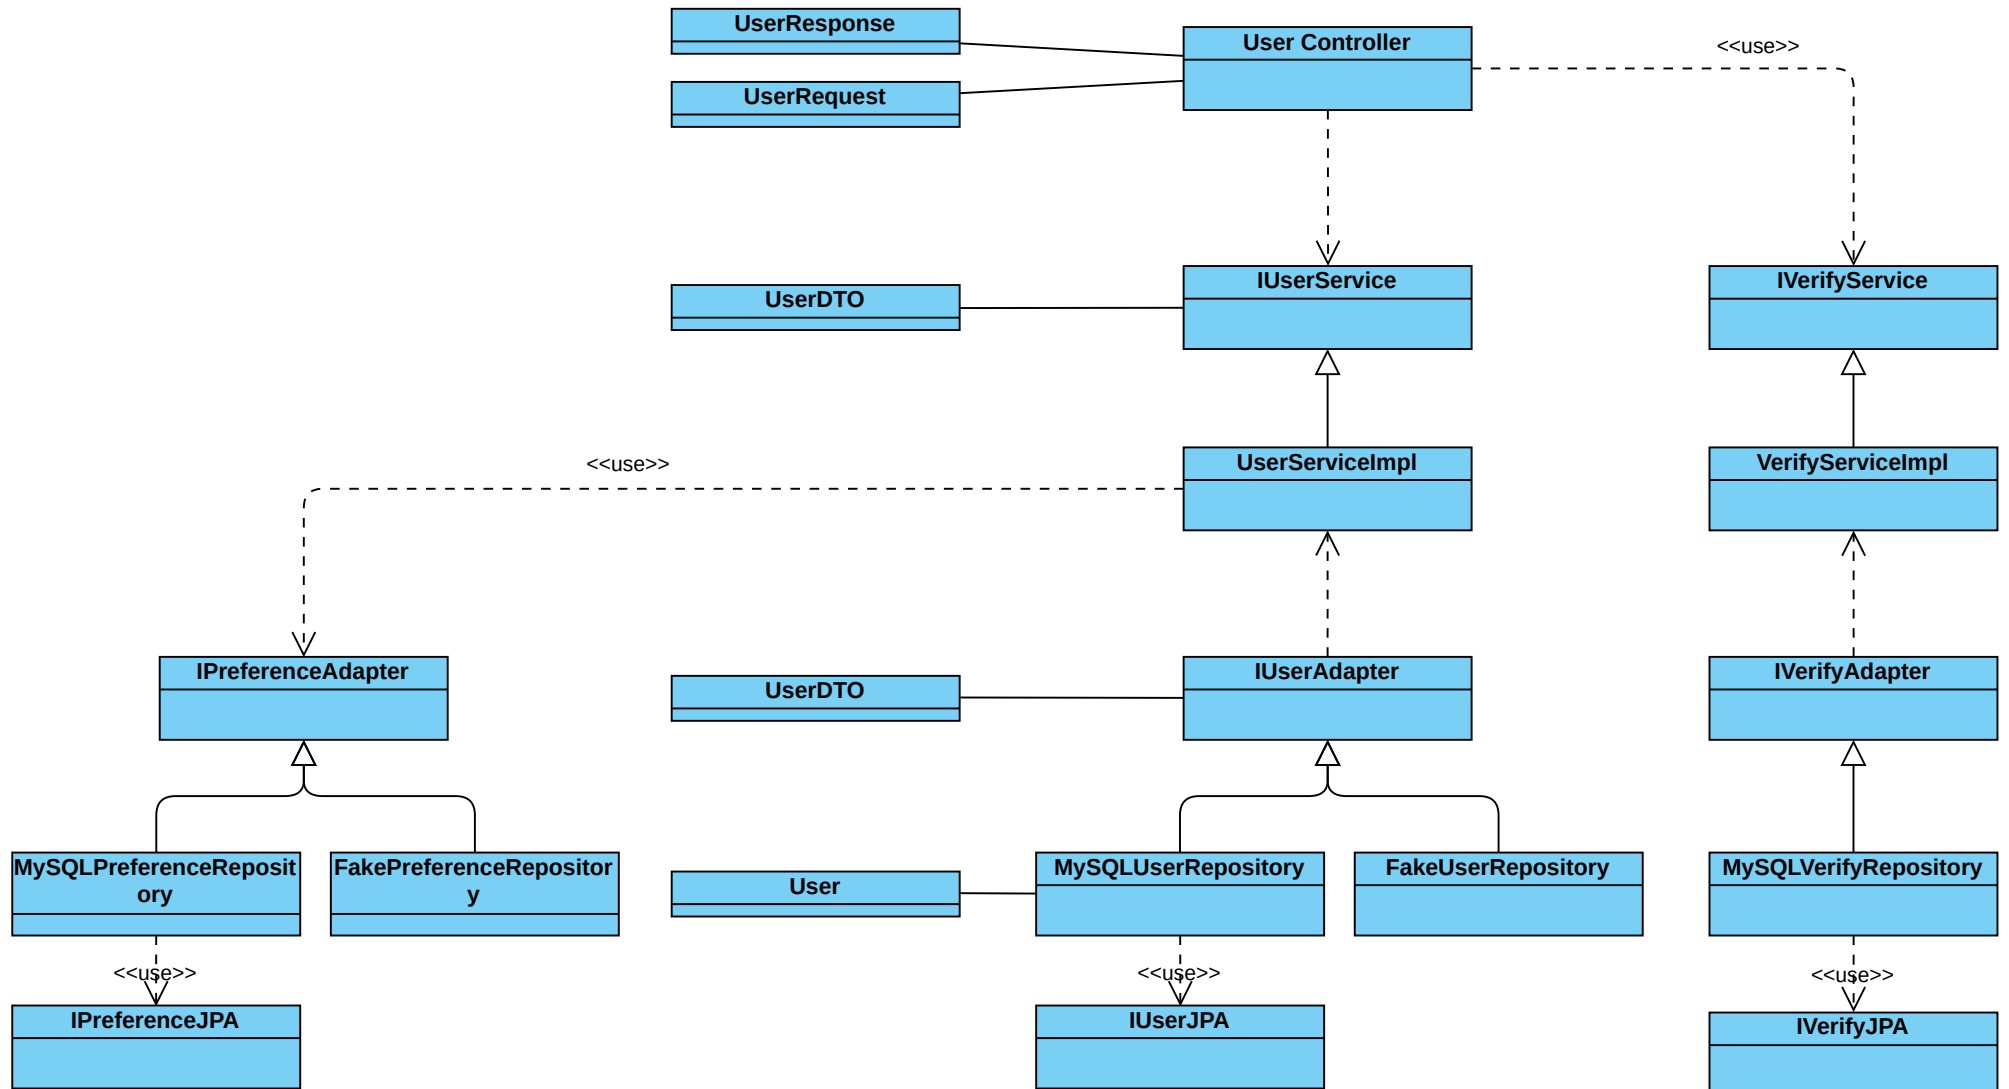 UserResponse
User Controller
<<use>>
UserRequest
UserDTO
IUserService
IVerifyService
<<use>>
UserServiceImpl
VerifyServiceImpl
IPreferenceAdapter
UserDTO
IUserAdapter
IVerifyAdapter
MySQLPreferenceReposit
ory
FakePreferenceRepositor
y
User
MySQLUserRepository
FakeUserRepository
MySQLVerifyRepository
<<use>>
<<use>>
<<use>>
IPreferenceJPA
IUserJPA
IVerifyJPA